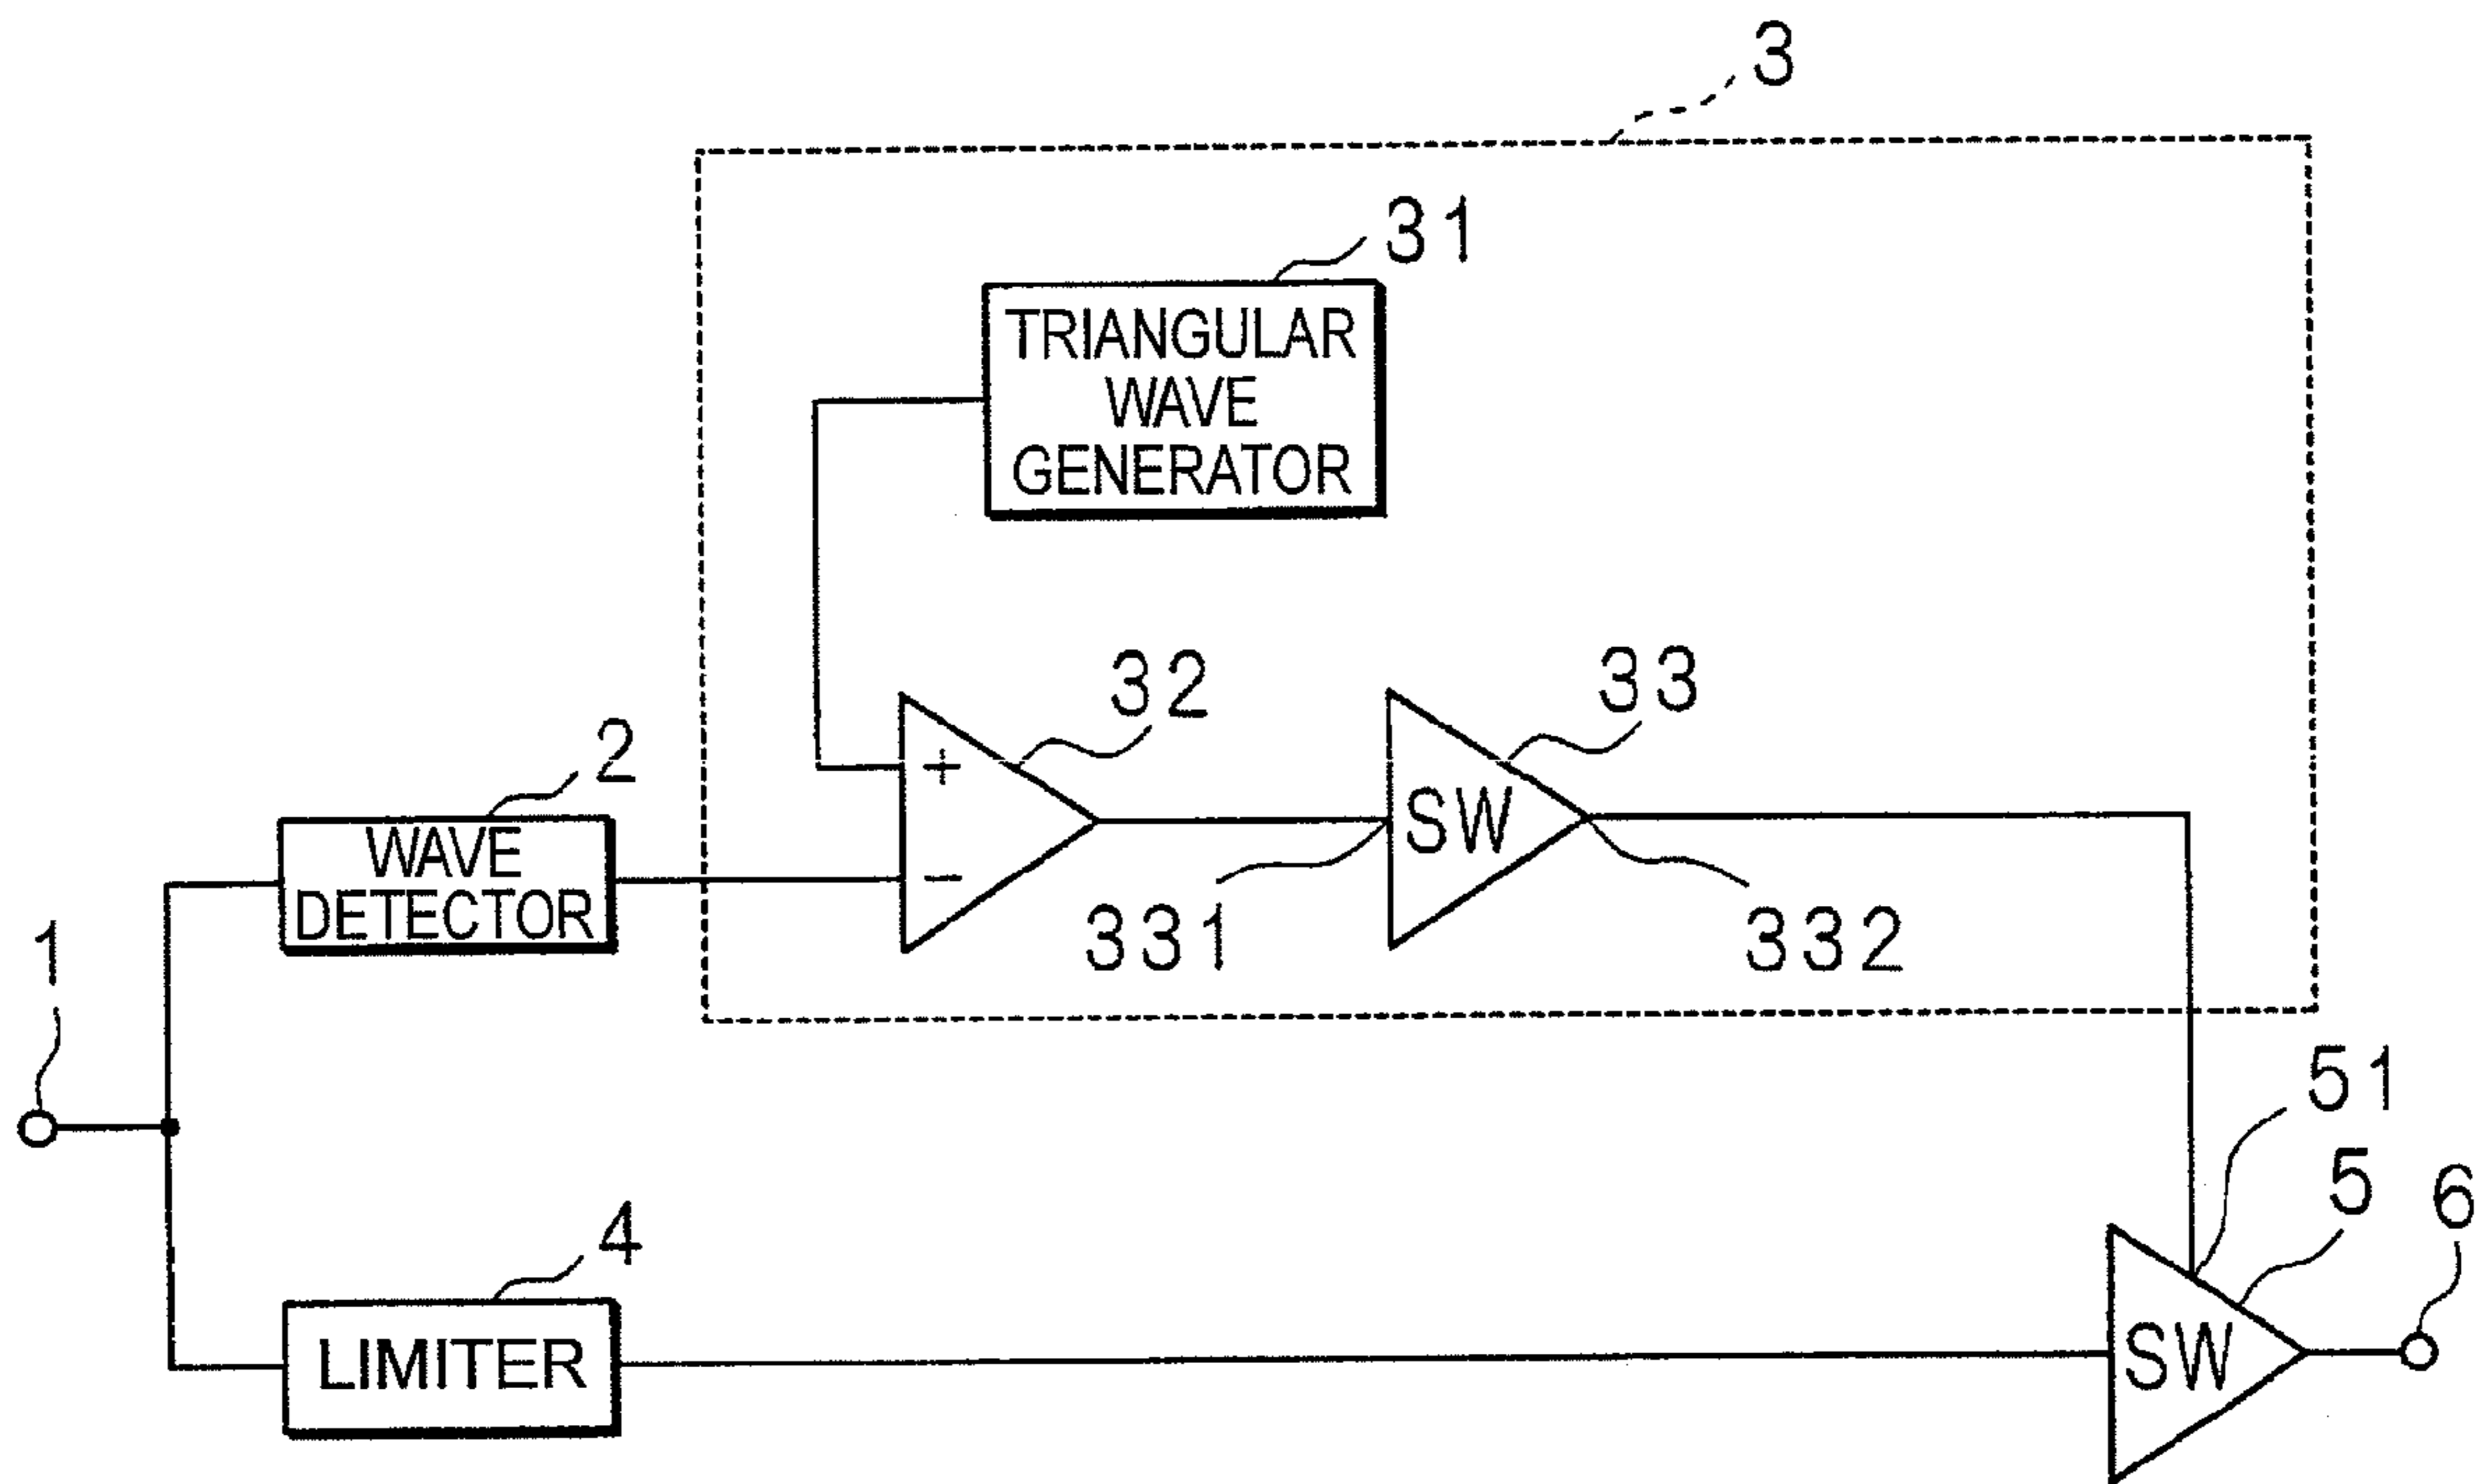 3
31
TRIANGULAR
WAVE
GENERATOR
32
33
+
−
SW
2
WAVE
DETECTOR
331
332
1
51
5
6
4
LIMITER
SW